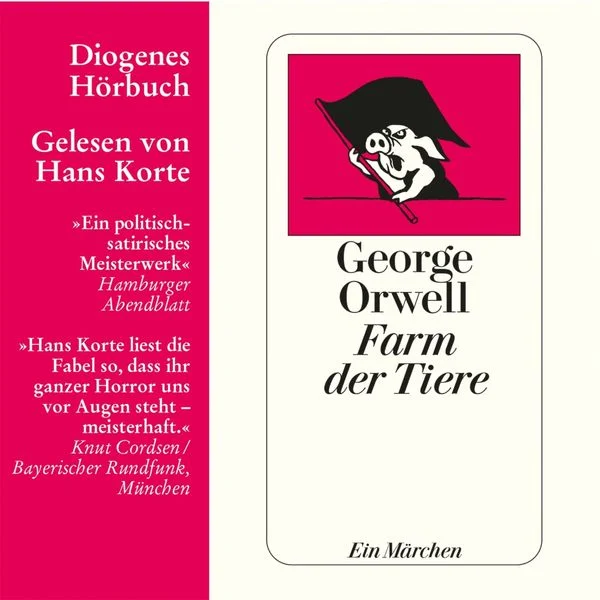 Diogenes
Hörbuch
Gelesen von
Hans Korte
»Ein politisch-
satirisches
Meisterwerk«
Hamburger
Abendblatt
»Hans Korte liest die
Fabel so, dass ihr
ganzer Horror uns
vor Augen steht –
meisterhaft.«
Knut Cordsen/
Bayerischer Rundfunk,
München
George
Orwell
Farm
der Tiere
Ein Märchen